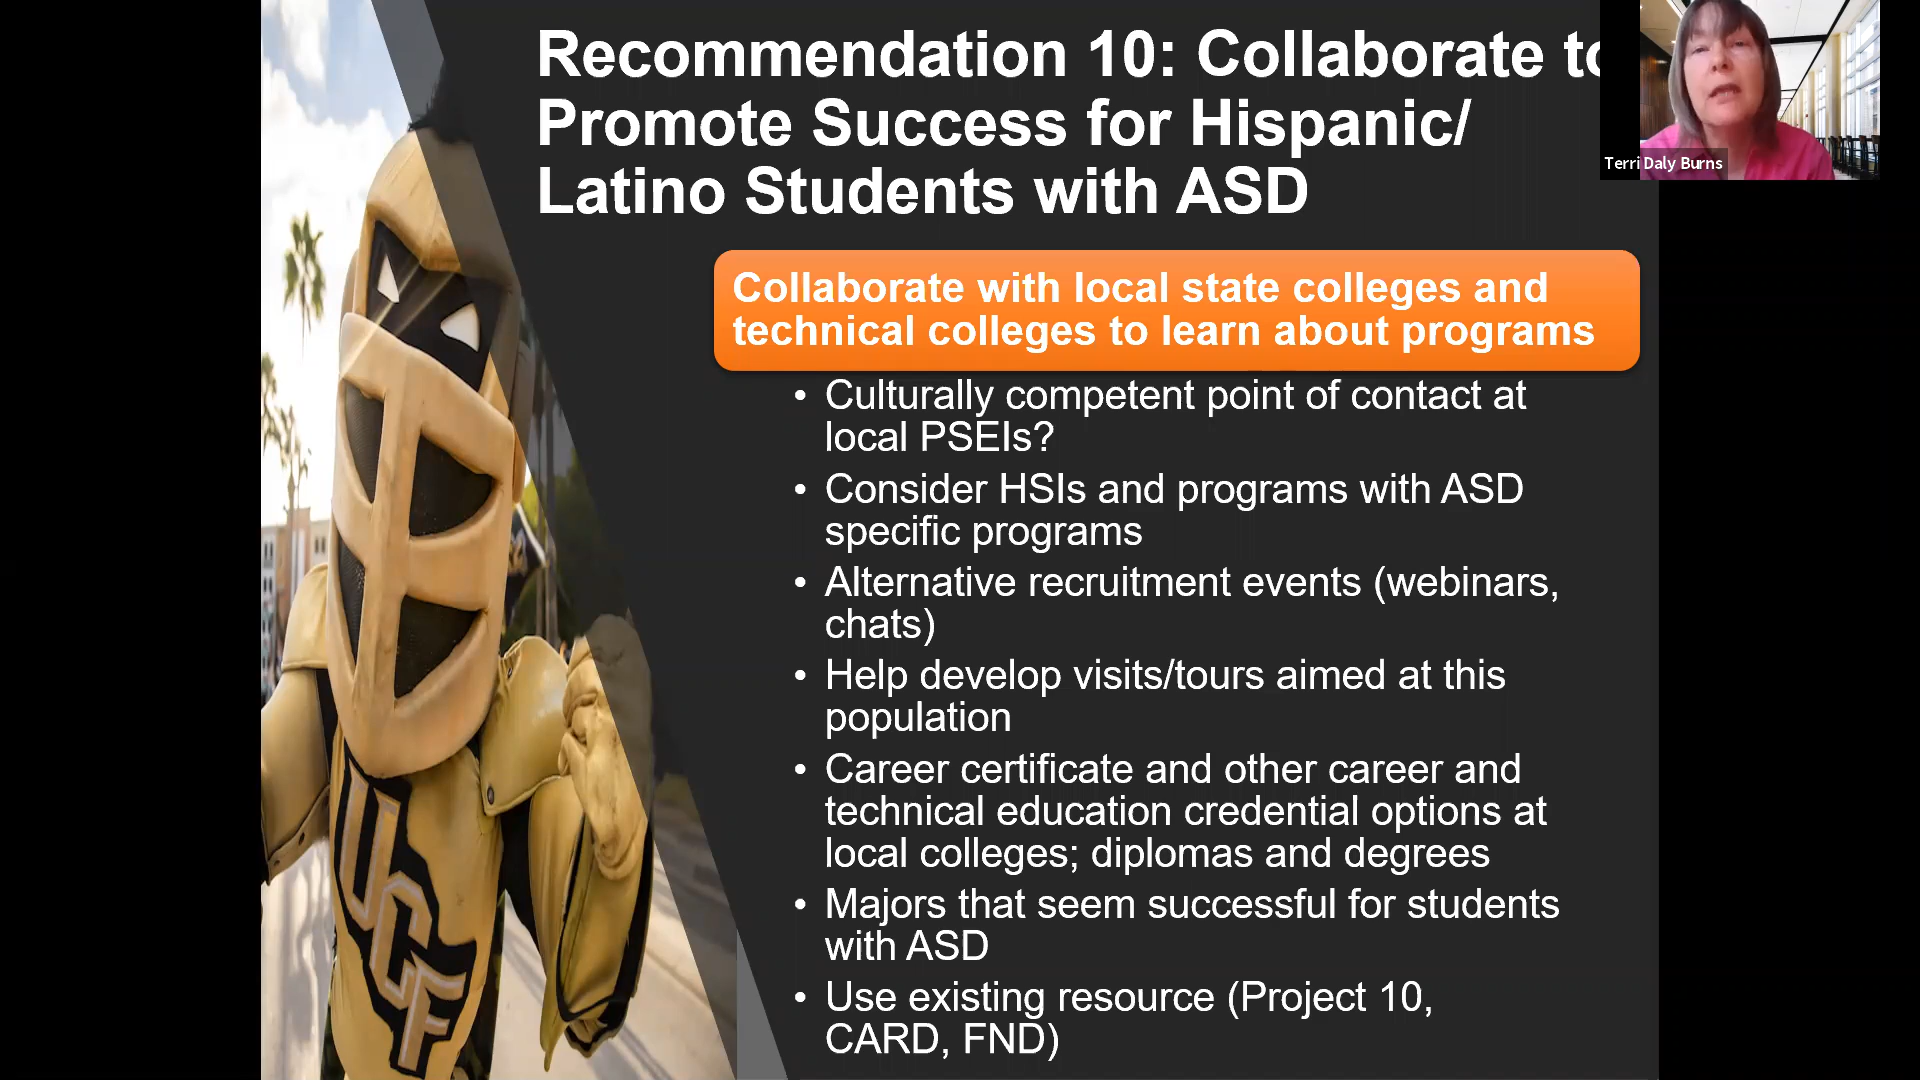 Recommendation 10: Collaborate to
Promote Success for Hispanic/
Latino Students with ASD
Terri Daly Burns
Collaborate with local state colleges and
technical colleges to learn about programs
• Culturally competent point of contact at
local PSEIs?
• Consider HSIs and programs with ASD
specific programs
• Alternative recruitment events (webinars,
chats)
• Help develop visits/tours aimed at this
population
• Career certificate and other career and
technical education credential options at
local colleges; diplomas and degrees
• Majors that seem successful for students
with ASD
• Use existing resource (Project 10,
CARD, FND)
UCF